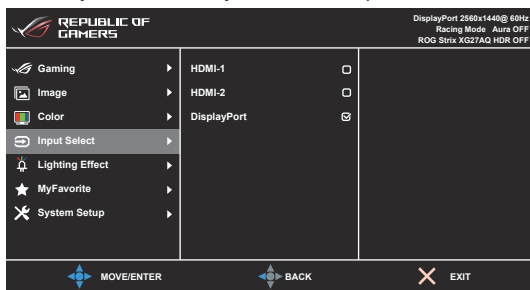 REPUBLIC OF
GAMERS
DisplayPort 2560x1440@ 60Hz
Racing Mode Aura OFF
ROG Strix XG27AQ HDR OFF
Gaming
Image
Color
Input Select
Lighting Effect
MyFavorite
System Setup
HDMI-1
HDMI-2
DisplayPort
MOVE/ENTER
BACK
EXIT